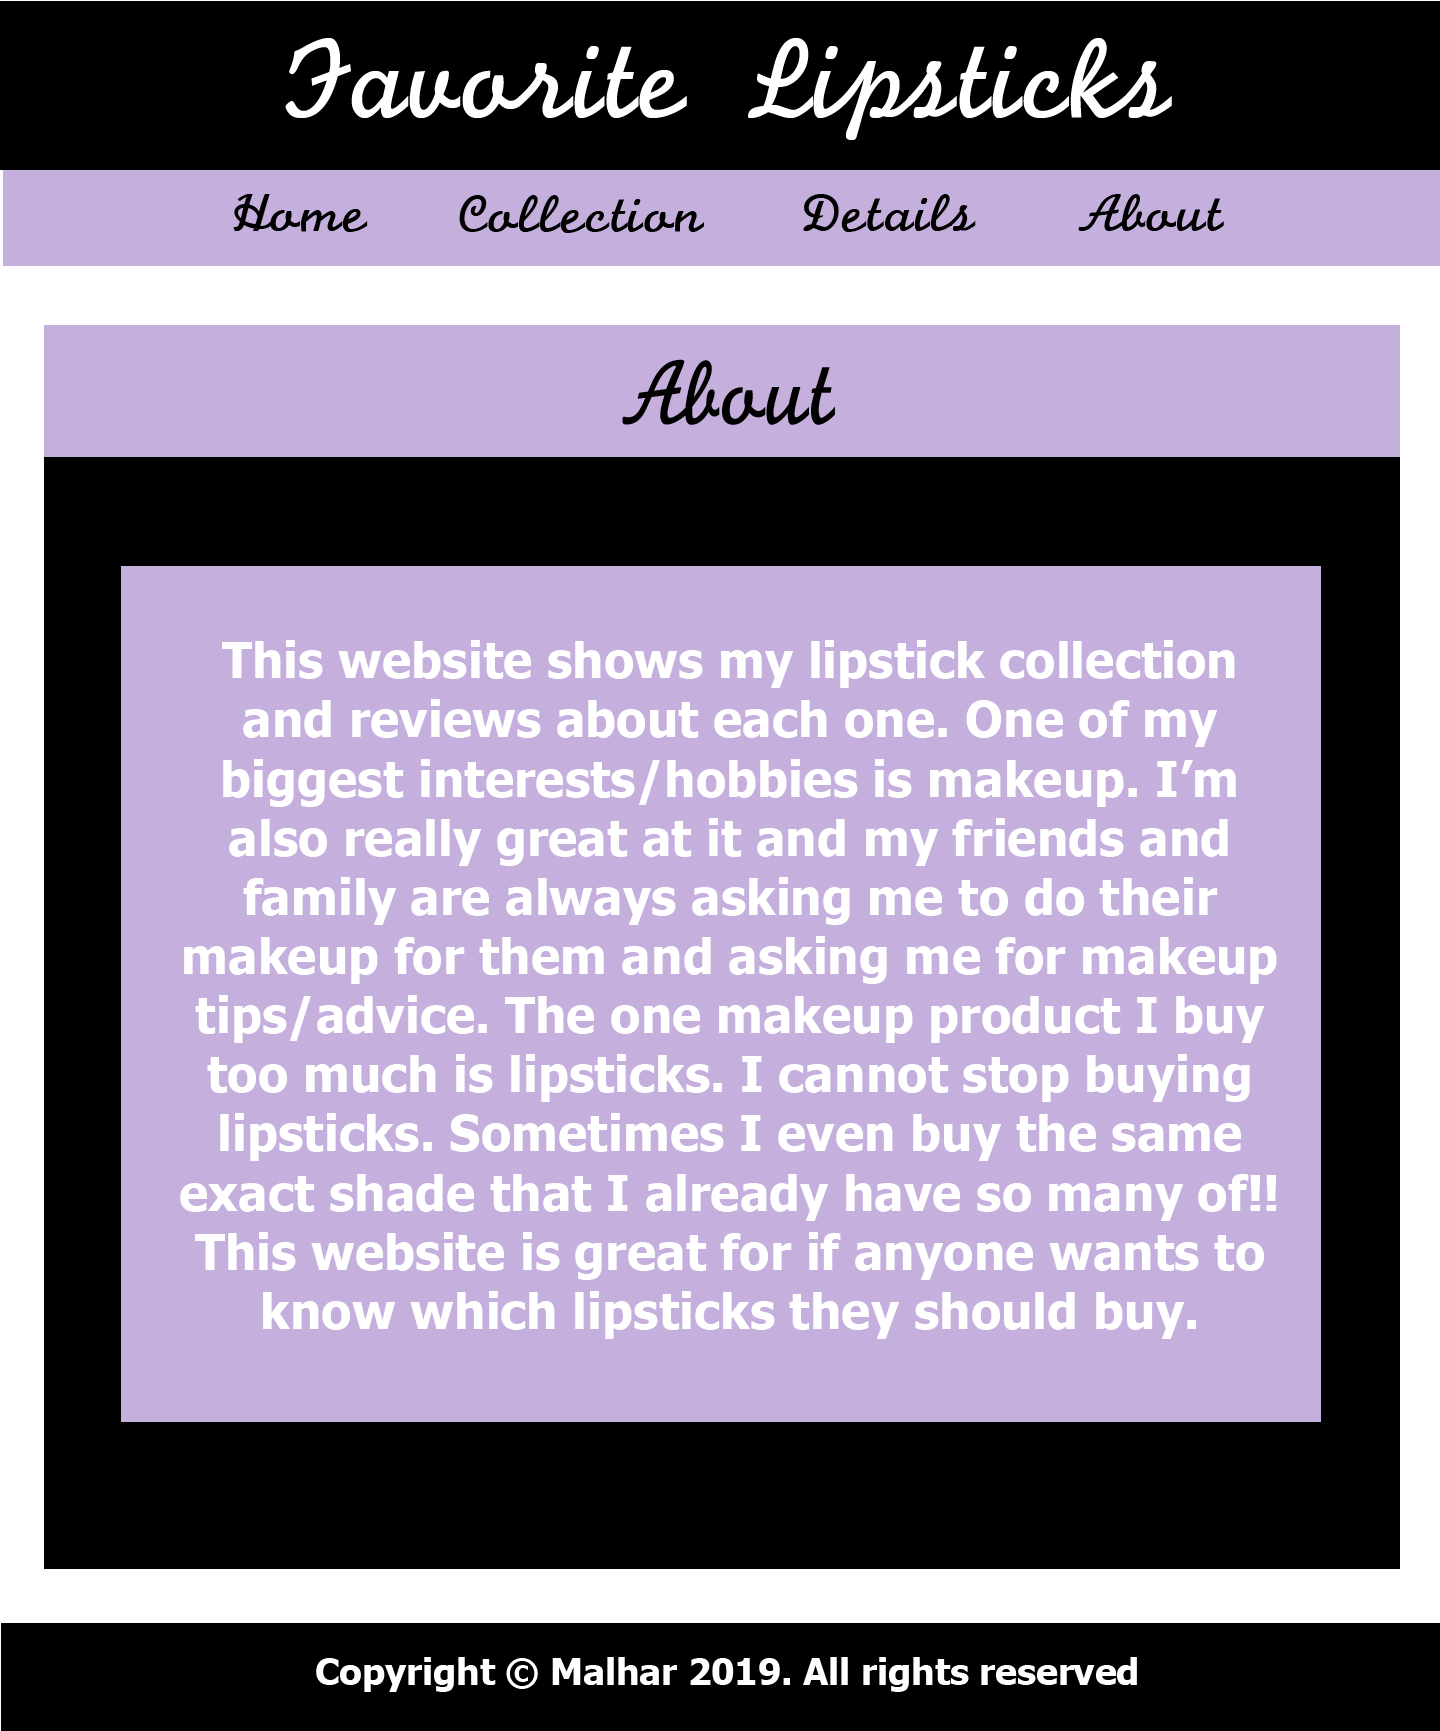 Favorite Lipsticks
Home Collection Details About
About
This website shows my lipstick collection
and reviews about each one. One of my
biggest interests/hobbies is makeup. I’m
also really great at it and my friends and
family are always asking me to do their
makeup for them and asking me for makeup
tips/advice. The one makeup product I buy
too much is lipsticks. I cannot stop buying
lipsticks. Sometimes I even buy the same
exact shade that I already have so many of!!
This website is great for if anyone wants to
know which lipsticks they should buy.
Copyright © Malhar 2019. All rights reserved